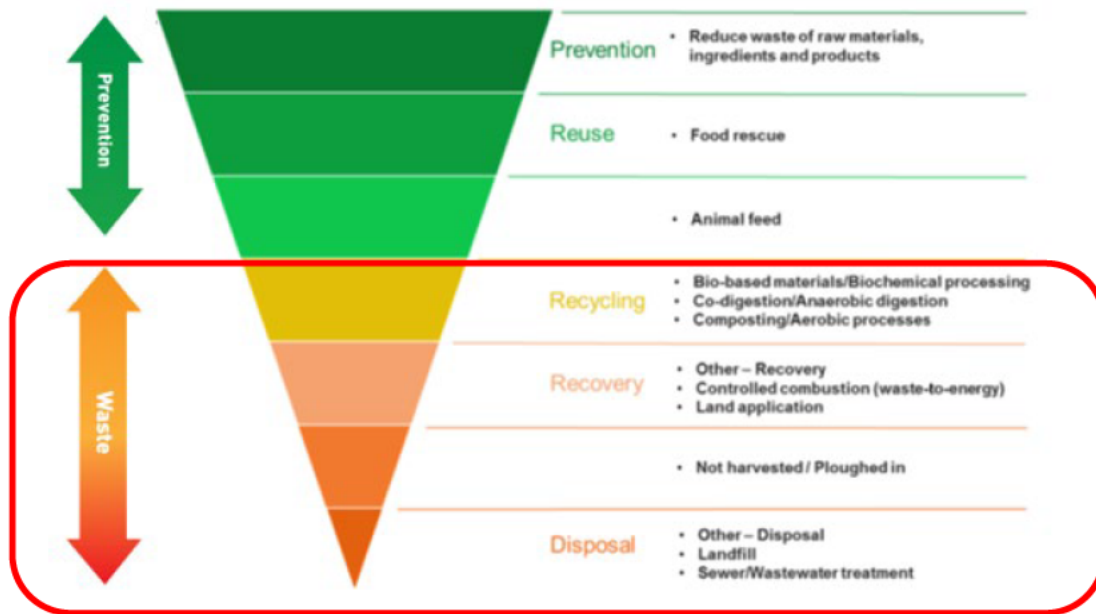 Prevention
Prevention
• Reduce waste of raw materials,
ingredients and products
Reuse
• Food rescue
• Animal feed
Waste
Recycling
• Bio-based materials/Biochemical processing
• Co-digestion/Anaerobic digestion
• Composting/Aerobic processes
Recovery
• Other – Recovery
• Controlled combustion (waste-to-energy)
• Land application
• Not harvested / Ploughed in
Disposal
• Other – Disposal
• Landfill
• Sewer/Wastewater treatment